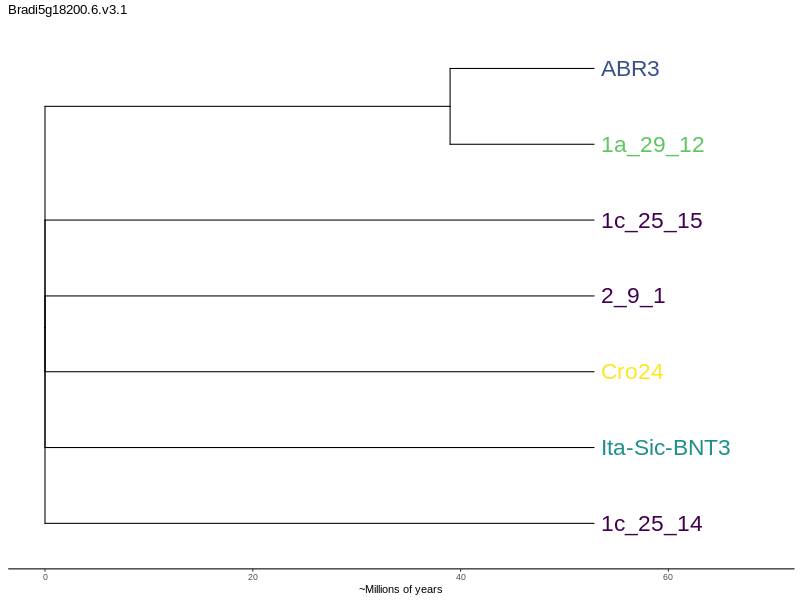 Bradi5g18200.6.v3.1
ABR3
1a_29_12
1c_25_15
2_9_1
Cro24
Ita-Sic-BNT3
1c_25_14
0 20 40 60
~Millions of years